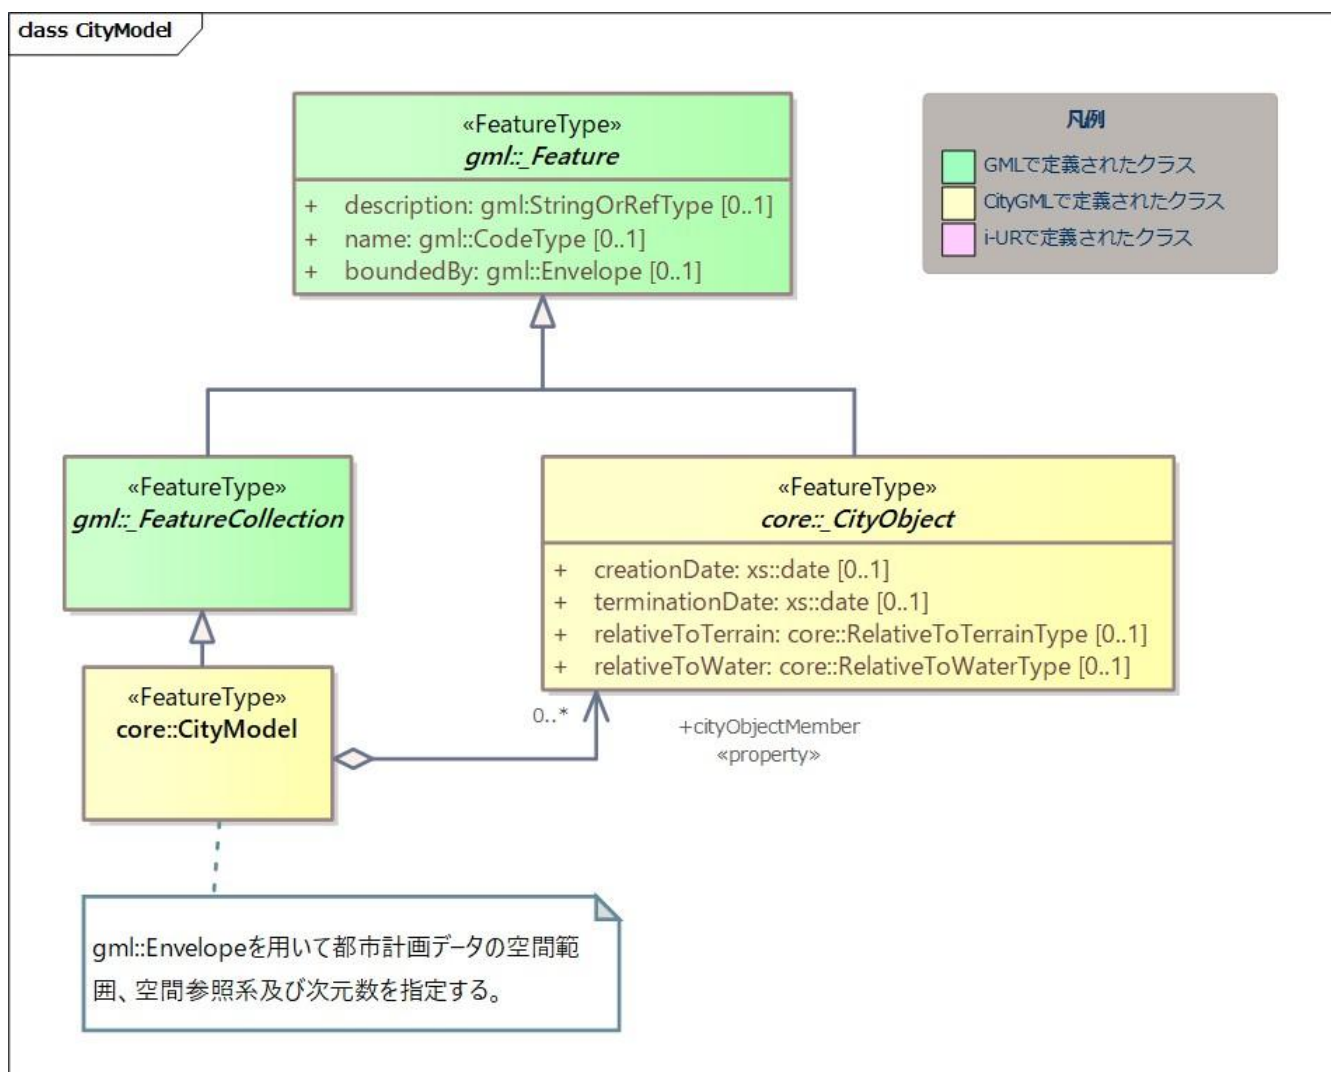 class CityModel
«FeatureType»
gml::_Feature
+ description: gml:StringOrRefType [0..1]
+ name: gml::CodeType [0..1]
+ boundedBy: gml::Envelope [0..1]
凡例
GMLで定義されたクラス
CityGMLで定義されたクラス
i-URで定義されたクラス
«FeatureType»
gml::_FeatureCollection
«FeatureType»
core::_CityObject
+ creationDate: xs::date [0..1]
+ terminationDate: xs::date [0..1]
+ relativeToTerrain: core::RelativeToTerrainType [0..1]
+ relativeToWater: core::RelativeToWaterType [0..1]
«FeatureType»
core::CityModel
0..*
+cityObjectMember
«property»
gml::Envelopeを用いて都市計画データの空間範
囲、空間参照系及び次元数を指定する。